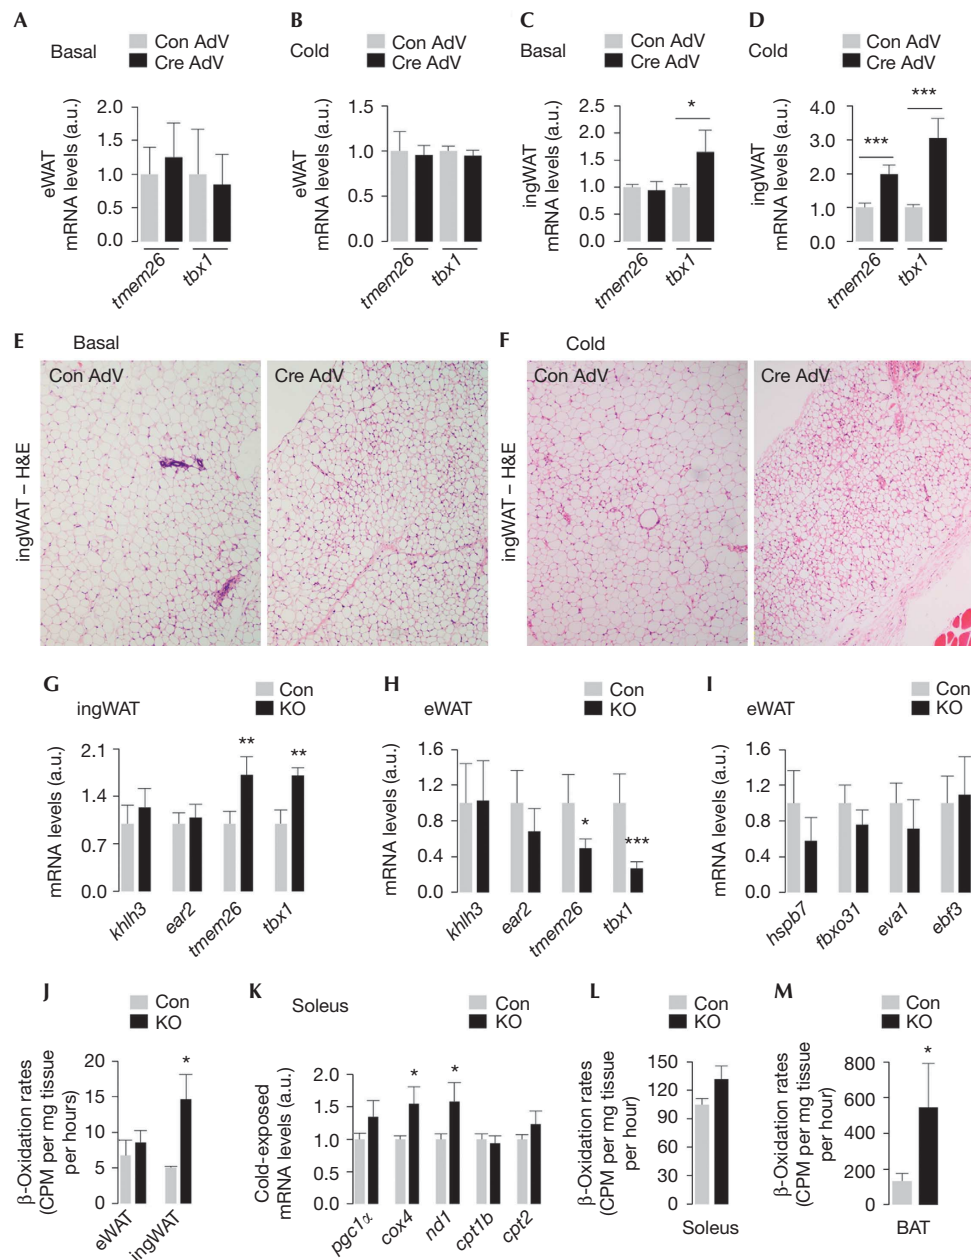 A
Basal
Con AdV
Cre AdV
eWAT
mRNA levels (a.u.)
2.0
1.5
1.0
0.5
0.0
tmem26
tbx1
B
Cold
Con AdV
Cre AdV
eWAT
mRNA levels (a.u.)
1.5
1.0
0.5
0.0
tmem26
tbx1
C
Basal
Con AdV
Cre AdV
ingWAT
mRNA levels (a.u.)
2.5
2.0
1.5
1.0
0.5
0.0
*
tmem26
tbx1
D
Cold
Con AdV
Cre AdV
ingWAT
mRNA levels (a.u.)
4.0
3.0
2.0
1.0
0.0
***
***
tmem26
tbx1
E
Basal
ingWAT – H&E
Con AdV
Cre AdV
F
Cold
ingWAT – H&E
Con AdV
Cre AdV
G
ingWAT
Con
KO
mRNA levels (a.u.)
2.1
1.4
0.7
0.0
**
**
khlh3
ear2
tmem26
tbx1
H
eWAT
Con
KO
mRNA levels (a.u.)
1.6
1.2
0.8
0.4
0.0
*
***
khlh3
ear2
tmem26
tbx1
I
eWAT
Con
KO
mRNA levels (a.u.)
1.6
1.2
0.8
0.4
0.0
hspb7
fbxo31
eva1
ebf3
J
Con
KO
β-Oxidation rates
(CPM per mg tissue
per hours)
20
15
10
5
0
*
eWAT
ingWAT
K
Soleus
Con
KO
Cold-exposed
mRNA levels (a.u.)
2.0
1.5
1.0
0.5
0.0
*
*
pgc1α
cox4
nd1
cpt1b
cpt2
L
Con
KO
β-Oxidation rates
(CPM per mg tissue
per hour)
150
120
90
60
30
0
Soleus
M
Con
KO
β-Oxidation rates
(CPM per mg tissue
per hour)
800
600
400
200
0
*
BAT